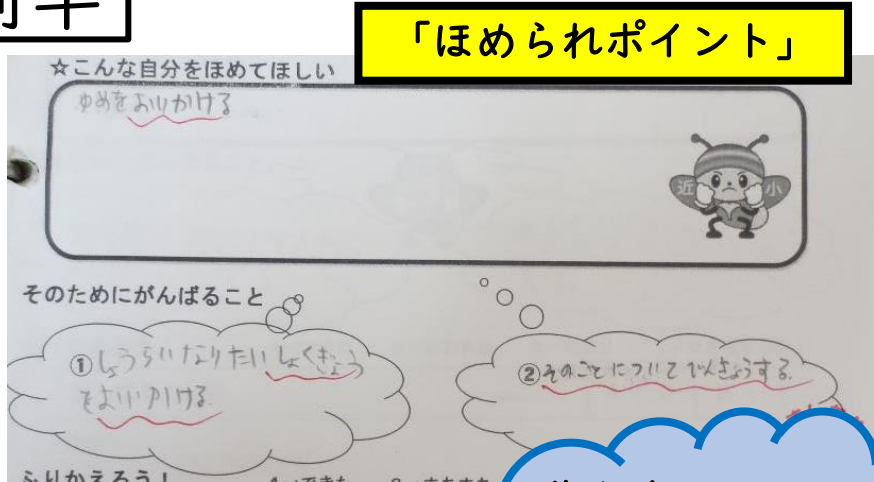 「ほめられポイント」
☆こんな自分をほめてほしい
ゆめをおいかける
近 小
そのためにがんばること
①しょうらいなりたいしょくぎょう
をおいかける
②そのことについてべんきょうする。
ふりかえろう!